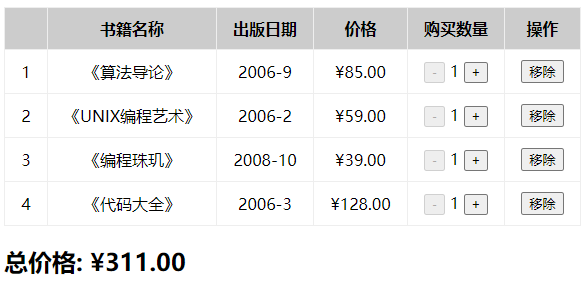 书籍名称 出版日期 价格 购买数量 操作
1 《算法导论》 2006-9 ¥85.00 - 1 + 移除
2 《UNIX编程艺术》 2006-2 ¥59.00 - 1 + 移除
3 《编程珠玑》 2008-10 ¥39.00 - 1 + 移除
4 《代码大全》 2006-3 ¥128.00 - 1 + 移除
总价格: ¥311.00